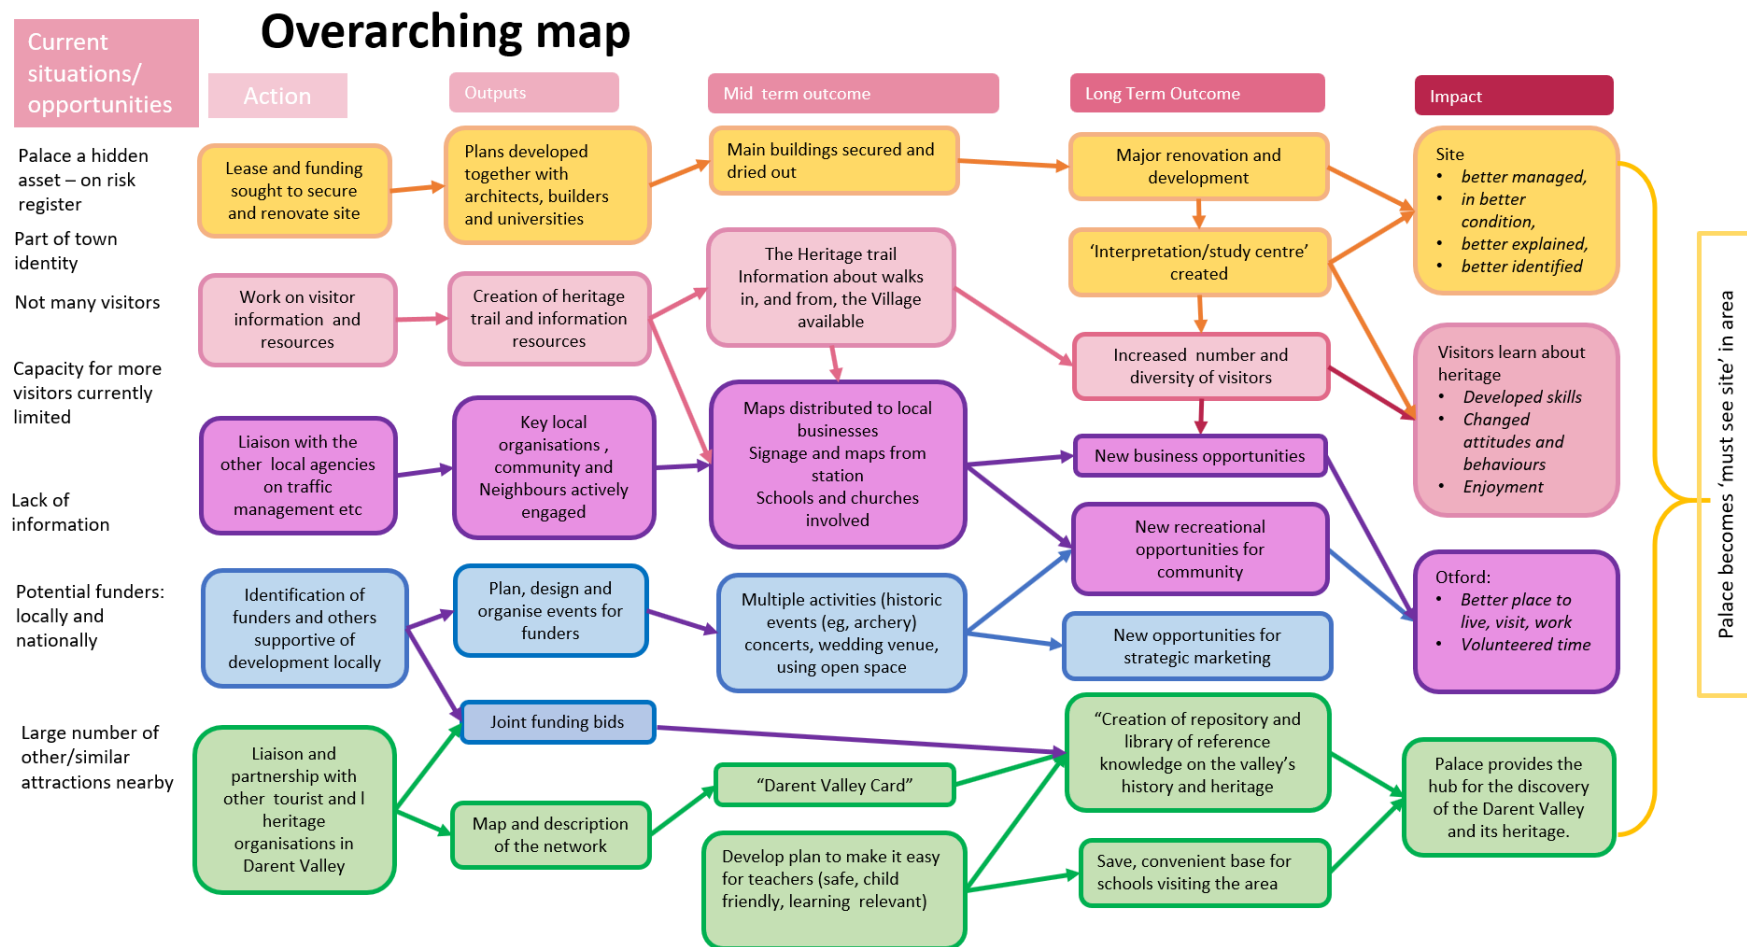 Overarching map
Current
situations/
opportunities
Action
Outputs
Mid term outcome
Long Term Outcome
Impact
Palace a hidden
asset – on risk
register
Part of town
identity
Not many visitors
Capacity for more
visitors currently
limited
Lack of
information
Potential funders:
locally and
nationally
Large number of
other/similar
attractions nearby
Lease and funding
sought to secure
and renovate site
Plans developed
together with
architects, builders
and universities
Main buildings secured and
dried out
Major renovation and
development
‘Interpretation/study centre’
created
Site
• better managed,
• in better
condition,
• better explained,
• better identified
Work on visitor
information and
resources
Creation of heritage
trail and information
resources
The Heritage trail
Information about walks
in, and from, the Village
available
Increased number and
diversity of visitors
Visitors learn about
heritage
• Developed skills
• Changed
attitudes and
behaviours
• Enjoyment
Liaison with the
other local agencies
on traffic
management etc
Key local
organisations ,
community and
Neighbours actively
engaged
Maps distributed to local
businesses
Signage and maps from
station
Schools and churches
involved
New business opportunities
New recreational
opportunities for
community
Otford:
• Better place to
live, visit, work
• Volunteered time
Identification of
funders and others
supportive of
development locally
Plan, design and
organise events for
funders
Multiple activities (historic
events (eg, archery)
concerts, wedding venue,
using open space
New opportunities for
strategic marketing
Joint funding bids
Liaison and
partnership with
other tourist and l
heritage
organisations in
Darent Valley
Map and description
of the network
“Darent Valley Card”
Develop plan to make it easy
for teachers (safe, child
friendly, learning relevant)
“Creation of repository and
library of reference
knowledge on the valley’s
history and heritage
Save, convenient base for
schools visiting the area
Palace provides the
hub for the discovery
of the Darent Valley
and its heritage.
Palace becomes ‘must see site’ in area